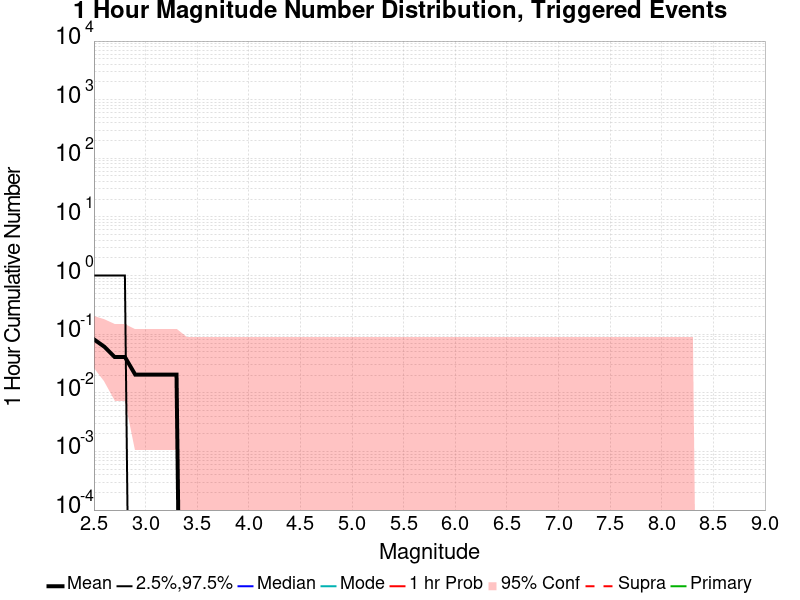 1 Hour Magnitude Number Distribution, Triggered Events
10^4
10^3
10^2
10^1
10^0
10^-1
10^-2
10^-3
10^-4
1 Hour Cumulative Number
2.5 3.0 3.5 4.0 4.5 5.0 5.5 6.0 6.5 7.0 7.5 8.0 8.5 9.0
Magnitude
Mean 2.5%,97.5% Median Mode 1 hr Prob 95% Conf Supra Primary